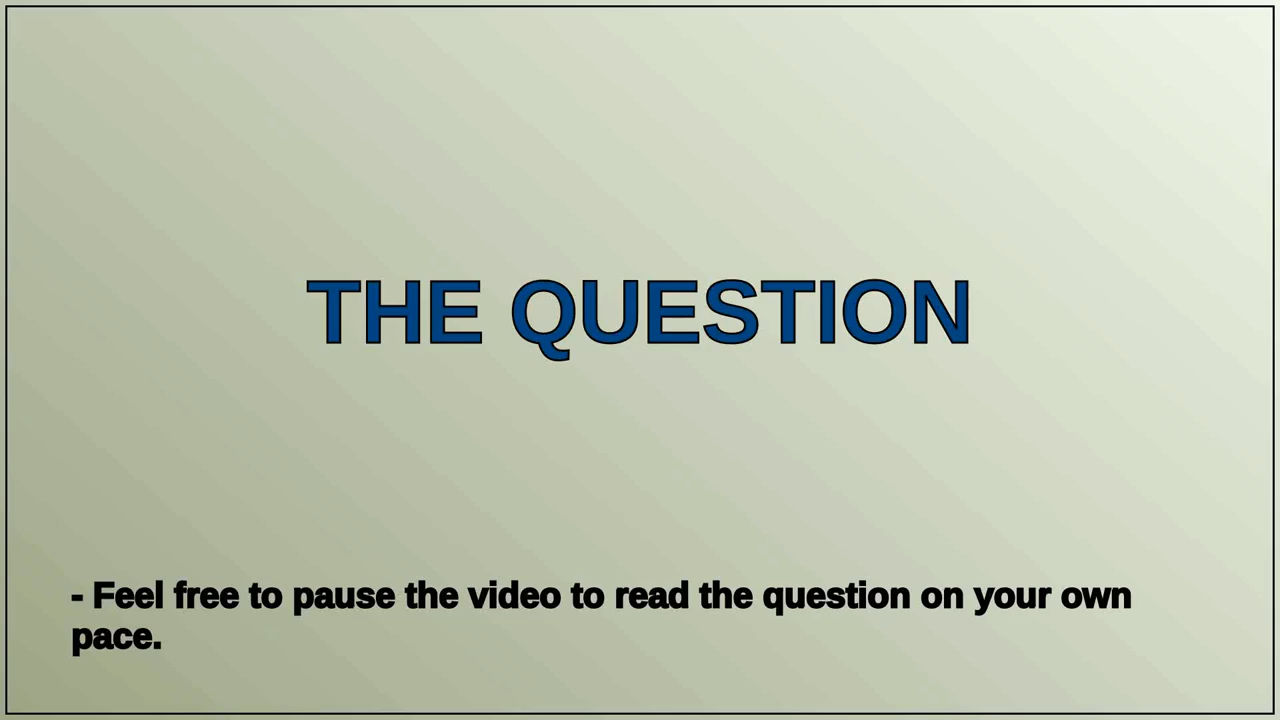 THE QUESTION
- Feel free to pause the video to read the question on your own
pace.